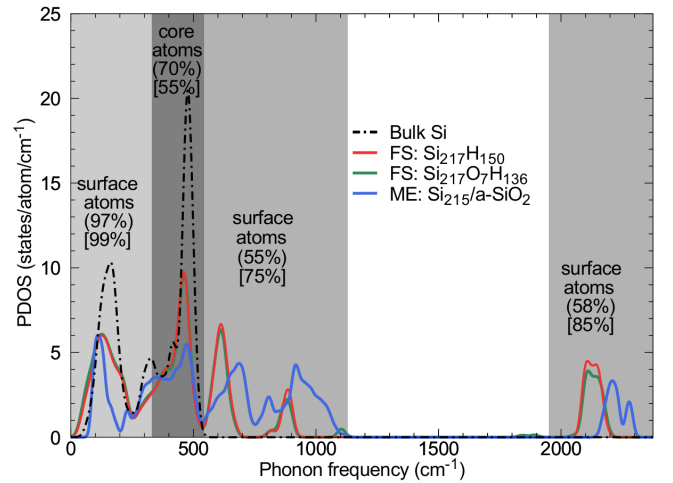 25
20
15
10
5
0
PDOS (states/atom/cm⁻¹)
core
atoms
(70%)
[55%]
surface
atoms
(97%)
[99%]
surface
atoms
(55%)
[75%]
surface
atoms
(58%)
[85%]
Bulk Si
FS: Si₂₁₇H₁₅₀
FS: Si₂₁₇O₇H₁₃₆
ME: Si₂₁₅/a-SiO₂
0 500 1000 1500 2000
Phonon frequency (cm⁻¹)